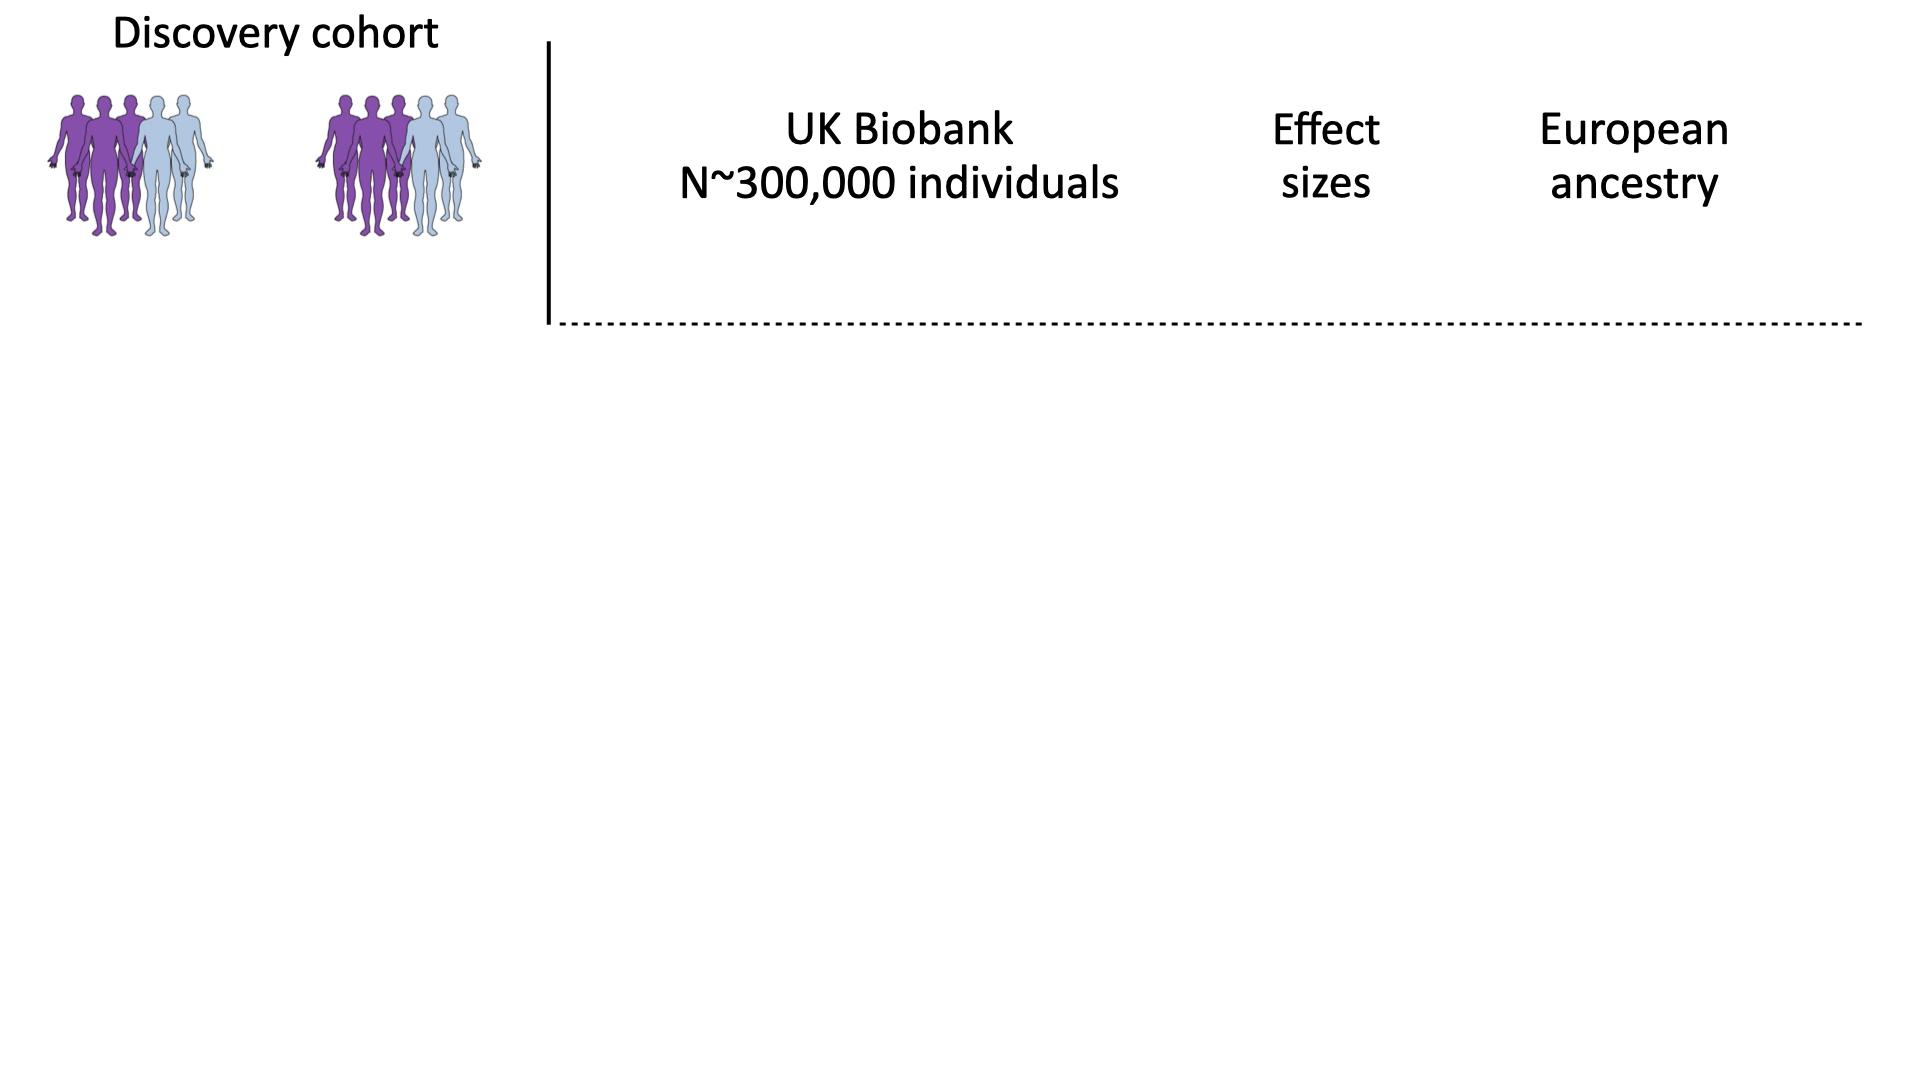 Discovery cohort
UK Biobank
N~300,000 individuals
Effect
sizes
European
ancestry